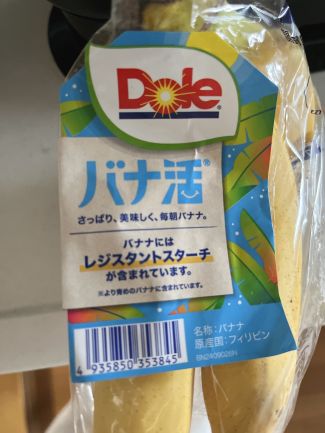 Dole
バナ活®
さっぱり、美味しく、毎朝バナナ。
バナナには
レジスタントスターチ
が含まれています。
※より青めのバナナに含まれています。
4 935850 353845
名称：バナナ
原産国：フィリピン
BN2409026N